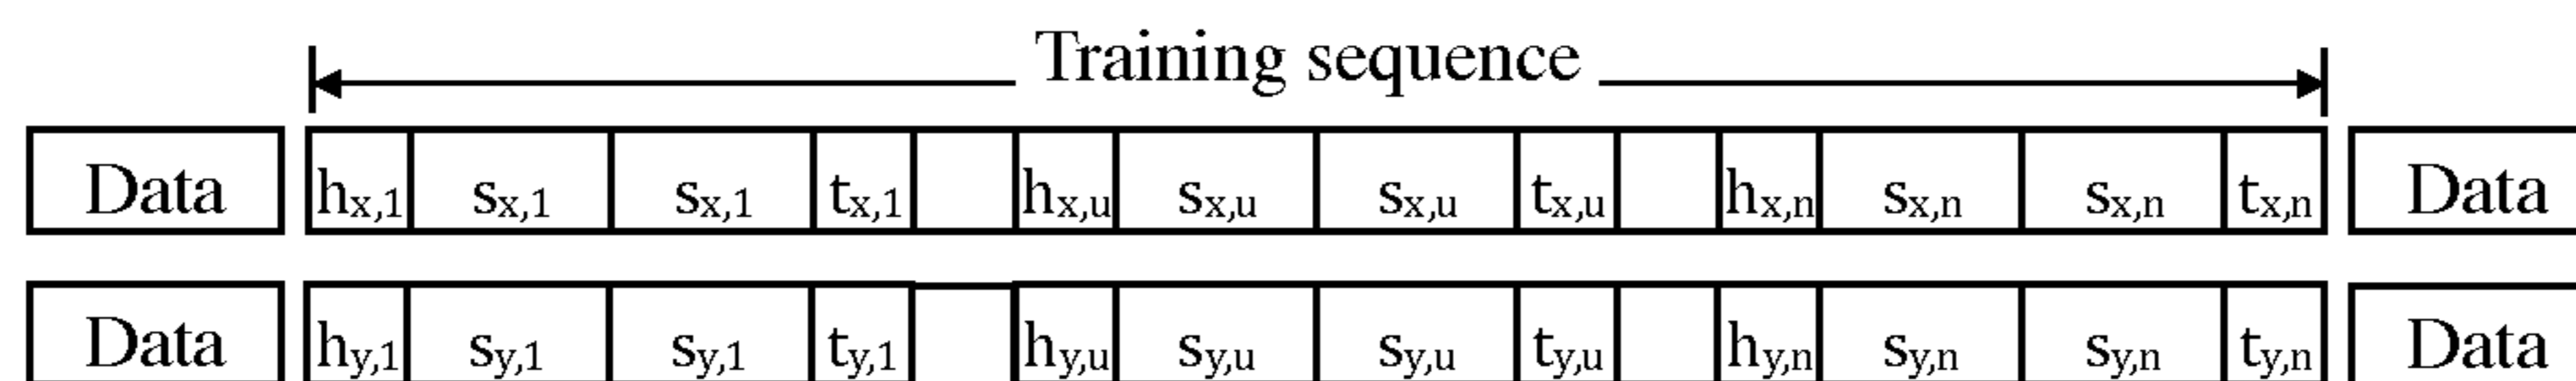 Training sequence
Data hx,1 sx,1 sx,1 tx,1 hx,u sx,u sx,u tx,u hx,n sx,n sx,n tx,n Data
Data hy,1 sy,1 sy,1 ty,1 hy,u sy,u sy,u ty,u hy,n sy,n sy,n ty,n Data